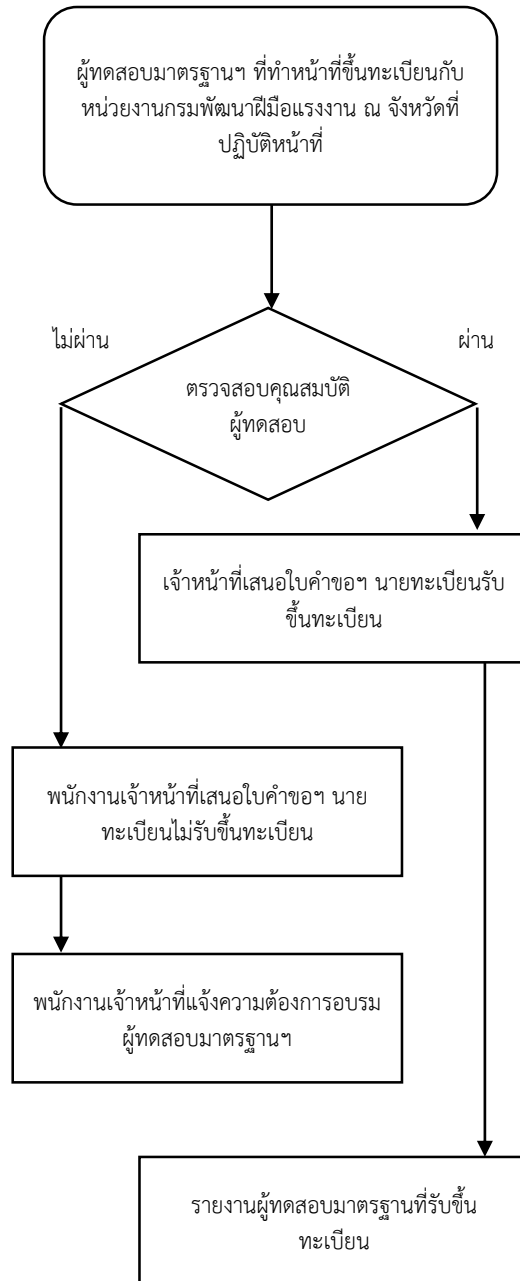 ผู้ทดสอบมาตรฐานฯ ที่ทำหน้าที่ขึ้นทะเบียนกับ
หน่วยงานกรมพัฒนาฝีมือแรงงาน ณ จังหวัดที่
ปฏิบัติหน้าที่
ไม่ผ่าน
ผ่าน
ตรวจสอบคุณสมบัติ
ผู้ทดสอบ
เจ้าหน้าที่เสนอใบคำขอฯ นายทะเบียนรับ
ขึ้นทะเบียน
พนักงานเจ้าหน้าที่เสนอใบคำขอฯ นาย
ทะเบียนไม่รับขึ้นทะเบียน
พนักงานเจ้าหน้าที่แจ้งความต้องการอบรม
ผู้ทดสอบมาตรฐานฯ
รายงานผู้ทดสอบมาตรฐานที่รับขึ้น
ทะเบียน